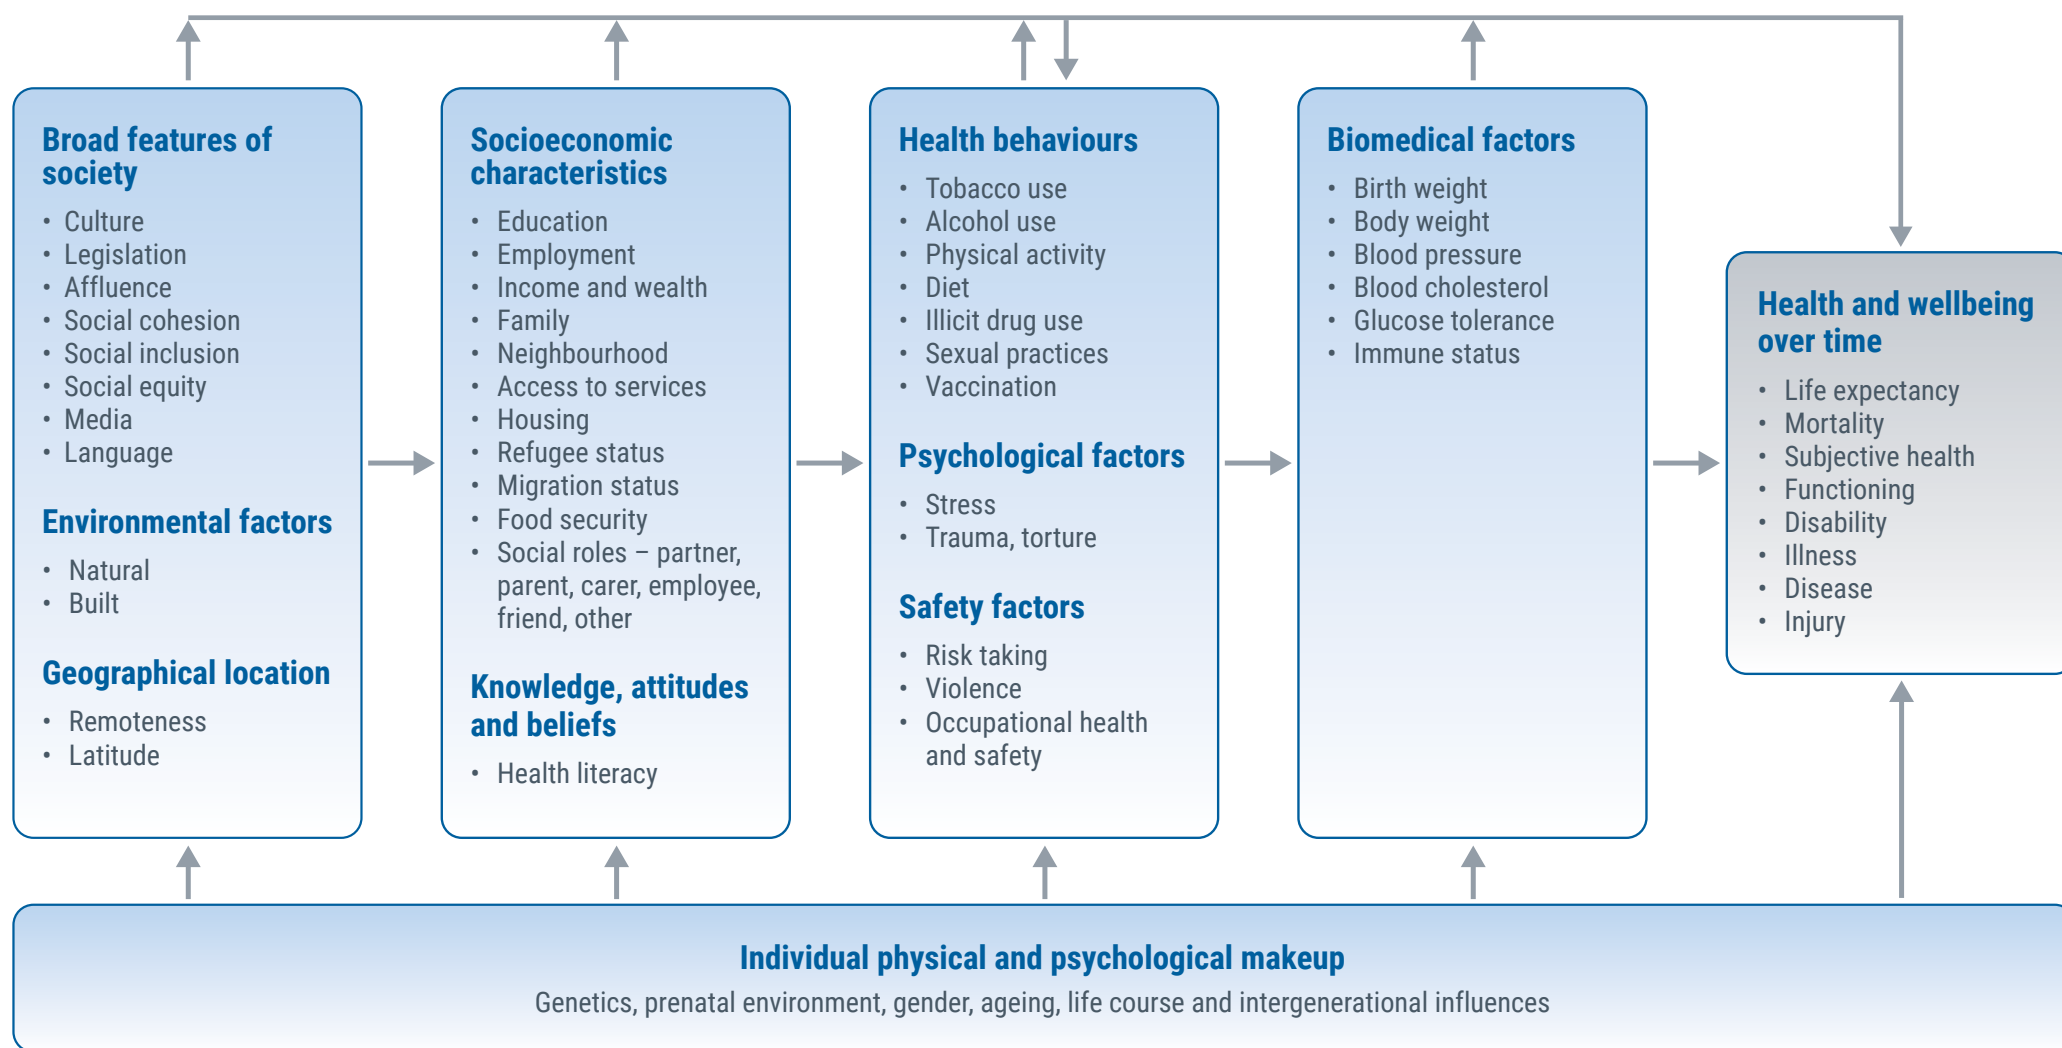 Broad features of
society
• Culture
• Legislation
• Affluence
• Social cohesion
• Social inclusion
• Social equity
• Media
• Language
Environmental factors
• Natural
• Built
Geographical location
• Remoteness
• Latitude
Socioeconomic
characteristics
• Education
• Employment
• Income and wealth
• Family
• Neighbourhood
• Access to services
• Housing
• Refugee status
• Migration status
• Food security
• Social roles – partner,
parent, carer, employee,
friend, other
Knowledge, attitudes
and beliefs
• Health literacy
Health behaviours
• Tobacco use
• Alcohol use
• Physical activity
• Diet
• Illicit drug use
• Sexual practices
• Vaccination
Psychological factors
• Stress
• Trauma, torture
Safety factors
• Risk taking
• Violence
• Occupational health
and safety
Biomedical factors
• Birth weight
• Body weight
• Blood pressure
• Blood cholesterol
• Glucose tolerance
• Immune status
Health and wellbeing
over time
• Life expectancy
• Mortality
• Subjective health
• Functioning
• Disability
• Illness
• Disease
• Injury
Individual physical and psychological makeup
Genetics, prenatal environment, gender, ageing, life course and intergenerational influences